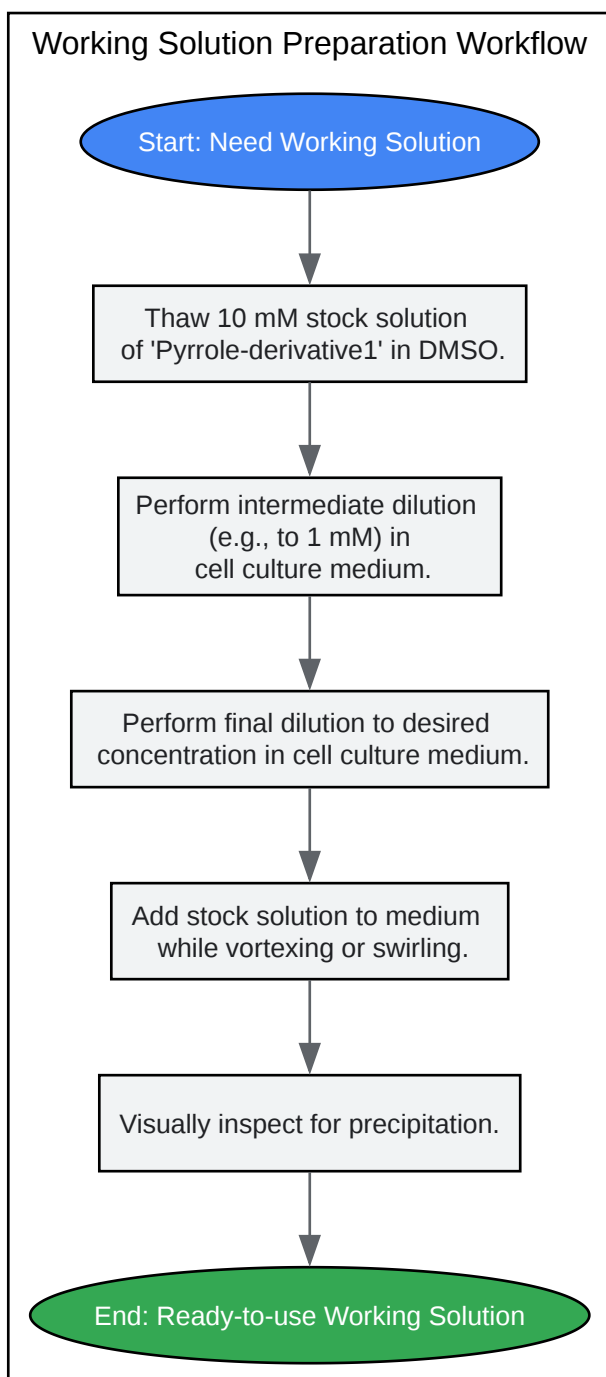 Working Solution Preparation Workflow
Start: Need Working Solution
Thaw 10 mM stock solution
of 'Pyrrole-derivative1' in DMSO.
Perform intermediate dilution
(e.g., to 1 mM) in
cell culture medium.
Perform final dilution to desired
concentration in cell culture medium.
Add stock solution to medium
while vortexing or swirling.
Visually inspect for precipitation.
End: Ready-to-use Working Solution